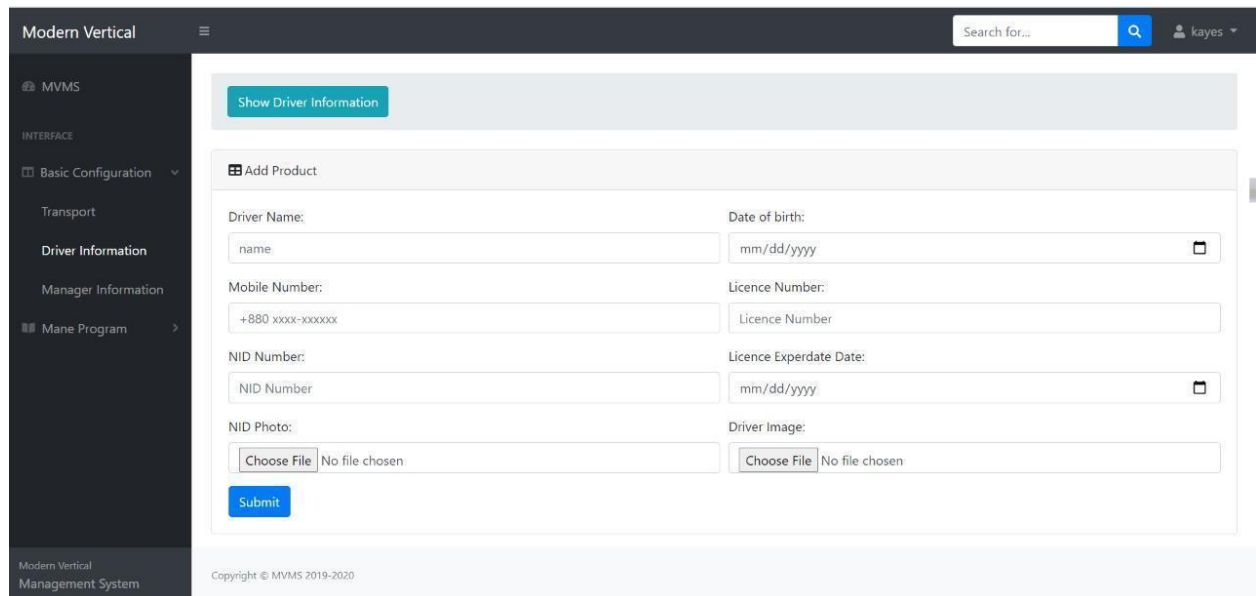 Modern Vertical
Search for...
kayes
MVMS
INTERFACE
Basic Configuration
Transport
Driver Information
Manager Information
Mane Program
Modern Vertical
Management System
Show Driver Information
Add Product
Driver Name:
name
Date of birth:
mm/dd/yyyy
Mobile Number:
+880 xxxx-xxxxxx
Licence Number:
Licence Number
NID Number:
NID Number
Licence Experdate Date:
mm/dd/yyyy
NID Photo:
Choose File No file chosen
Driver Image:
Choose File No file chosen
Submit
Copyright © MVMS 2019-2020